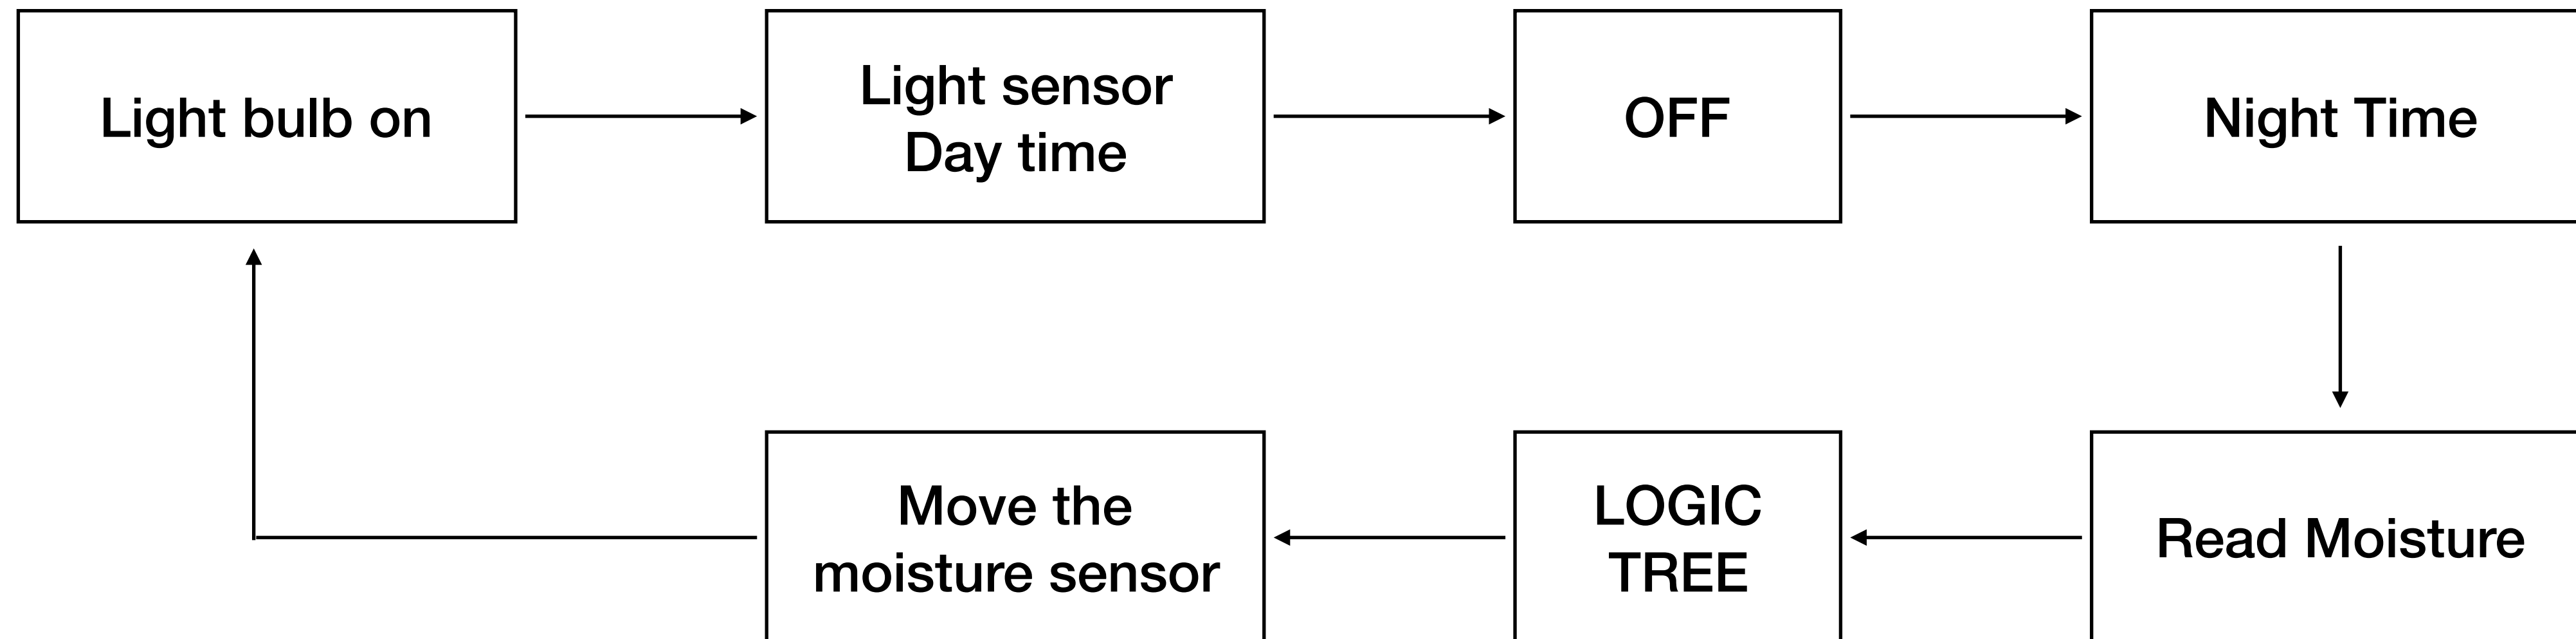 Light bulb on
Light sensor
Day time
OFF
Night Time
Move the
moisture sensor
LOGIC
TREE
Read Moisture